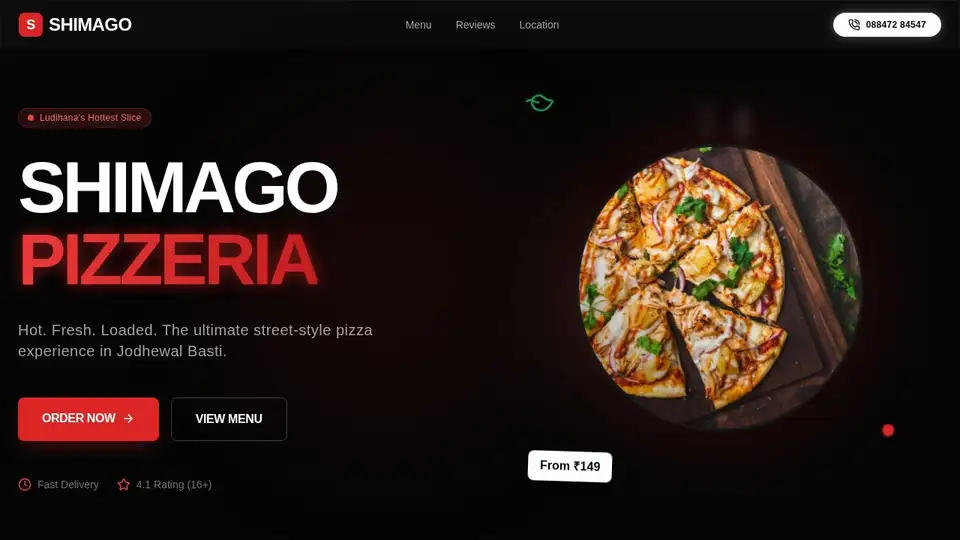 S SHIMAGO
Menu Reviews Location
088472 84547
Ludihana's Hottest Slice
SHIMAGO
PIZZERIA
Hot. Fresh. Loaded. The ultimate street-style pizza
experience in Jodhewal Basti.
ORDER NOW →
VIEW MENU
Fast Delivery
4.1 Rating (16+)
From ₹149